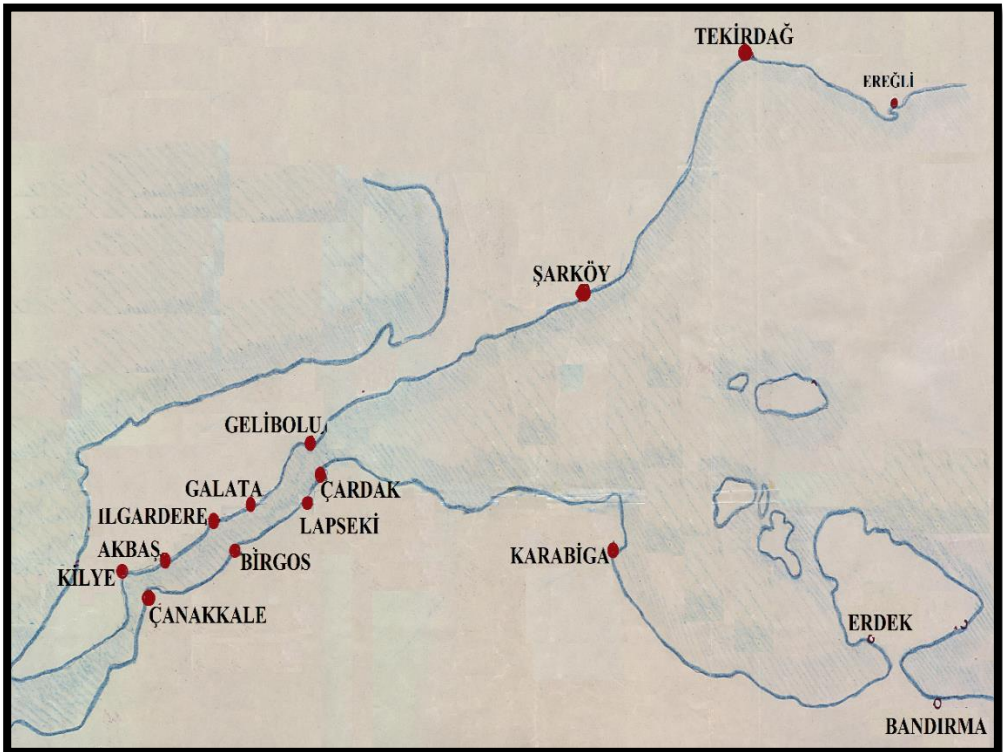 TEKİRDAĞ
EREĞLİ
ŞARKÖY
GELİBOLU
ÇARDAK
GALATA
LAPSEKİ
ILGARDERE
AKBAŞ
BİRGOS
KARABİGA
KİLYE
ÇANAKKALE
ERDEK
BANDIRMA